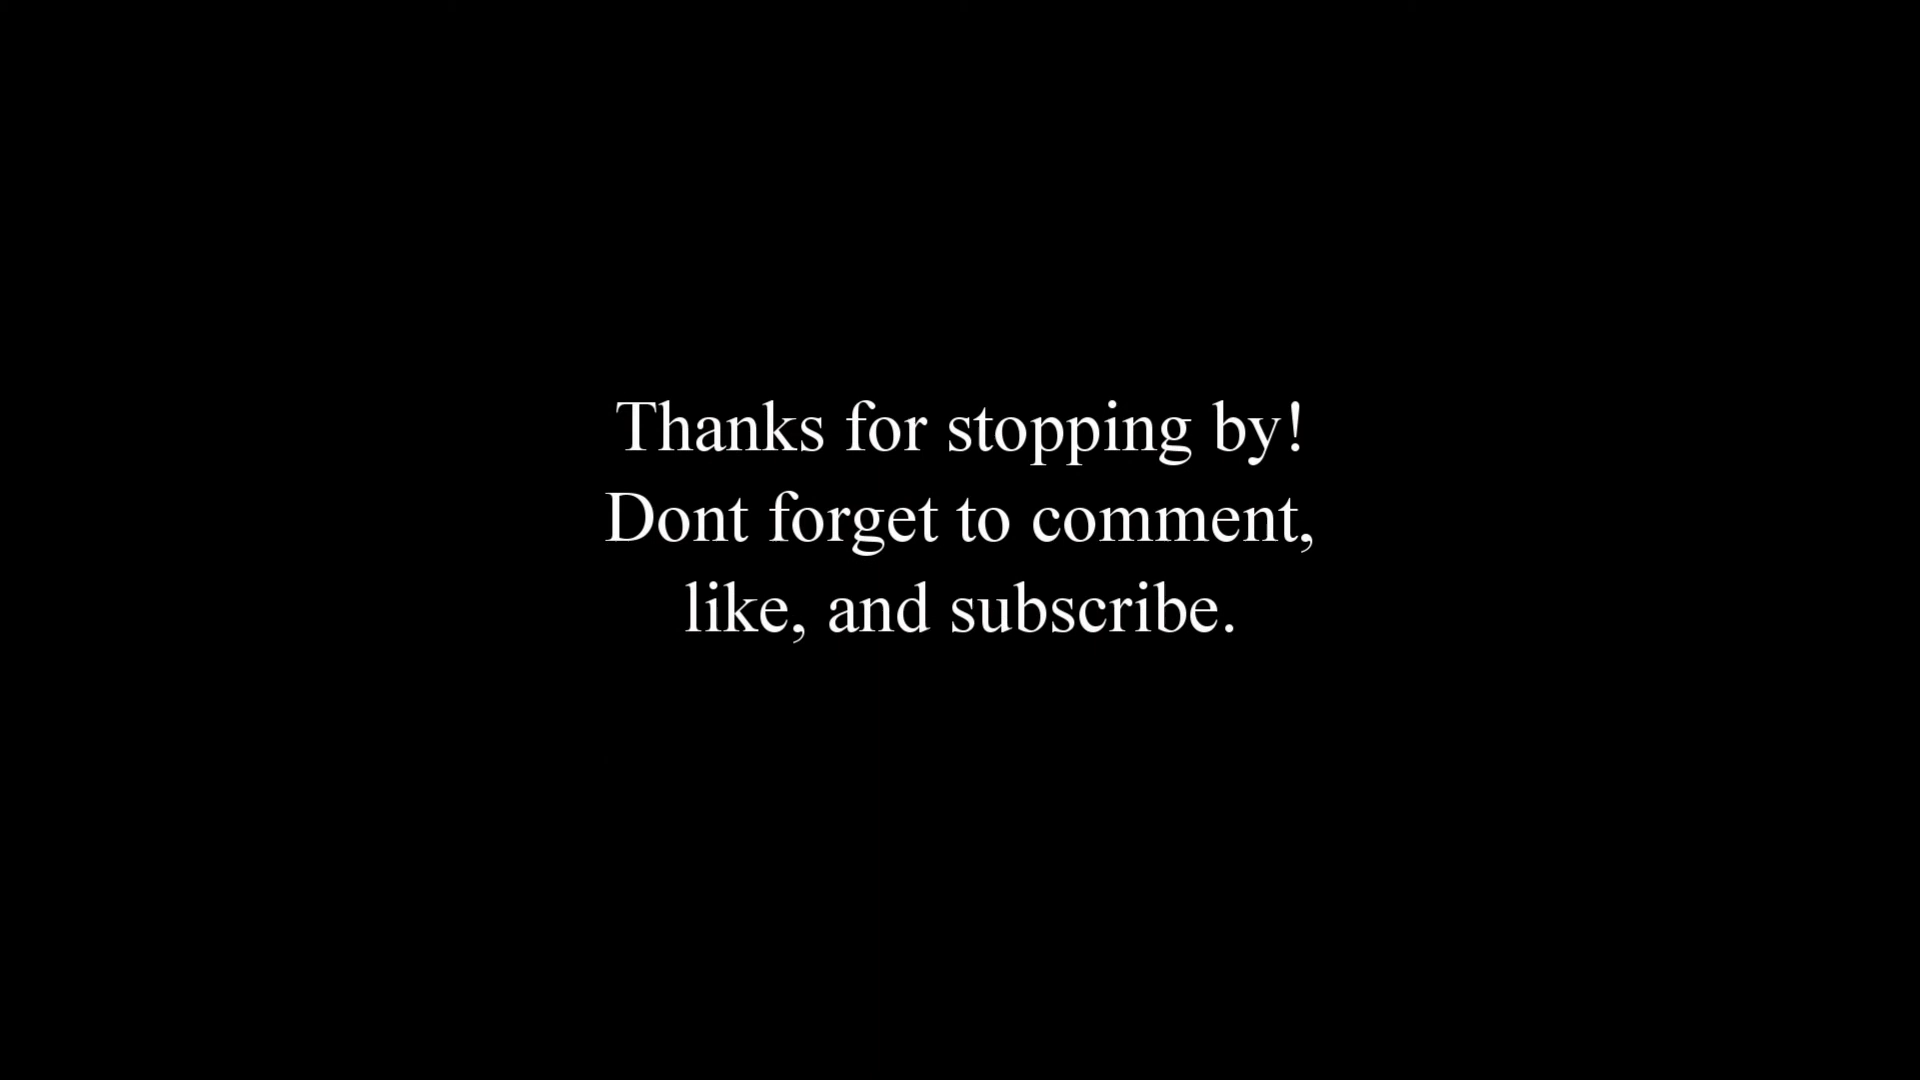 Thanks for stopping by!
Dont forget to comment,
like, and subscribe.